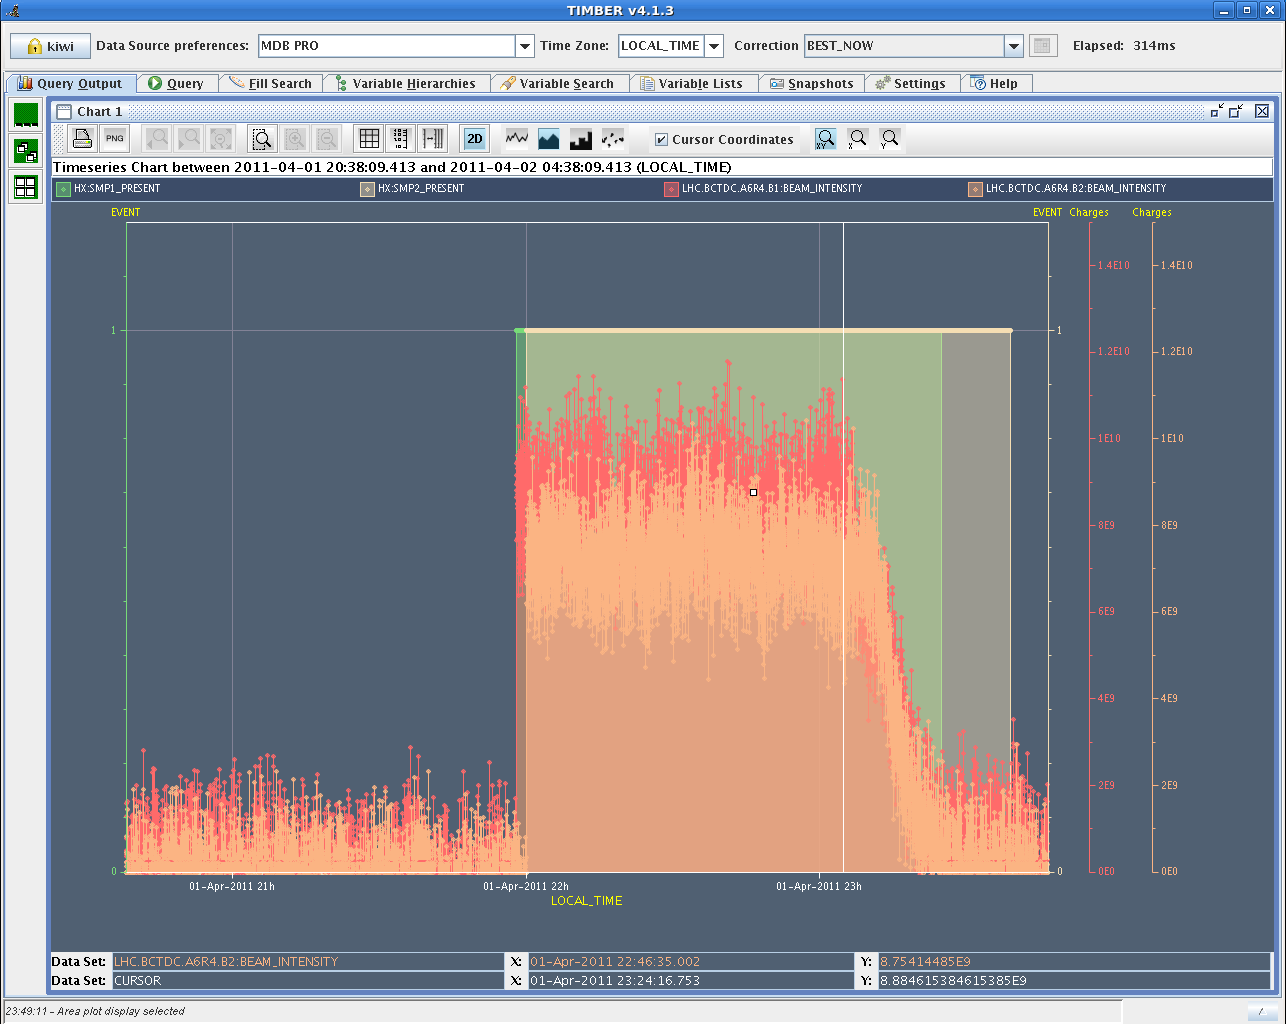 TIMBER v4.1.3
kiwi Data Source preferences: MDB PRO Time Zone: LOCAL_TIME Correction BEST_NOW Elapsed: 314ms
Query Output Query Fill Search Variable Hierarchies Variable Search Variable Lists Snapshots Settings Help
Chart 1
PNG 2D Cursor Coordinates XY X Y
Timeseries Chart between 2011-04-01 20:38:09.413 and 2011-04-02 04:38:09.413 (LOCAL_TIME)
HX:SMP1_PRESENT HX:SMP2_PRESENT LHC.BCTDC.A6R4.B1:BEAM_INTENSITY LHC.BCTDC.A6R4.B2:BEAM_INTENSITY
EVENT EVENT Charges Charges
1.4E10 1.4E10
1 1
1.2E10 1.2E10
1E10 1E10
8E9 8E9
6E9 6E9
4E9 4E9
2E9 2E9
0 0 0E0 0E0
01-Apr-2011 21h 01-Apr-2011 22h 01-Apr-2011 23h
LOCAL_TIME
Data Set: LHC.BCTDC.A6R4.B2:BEAM_INTENSITY X: 01-Apr-2011 22:46:35.002 Y: 8.75414485E9
Data Set: CURSOR X: 01-Apr-2011 23:24:16.753 Y: 8.884615384615385E9
23:49:11 - Area plot display selected